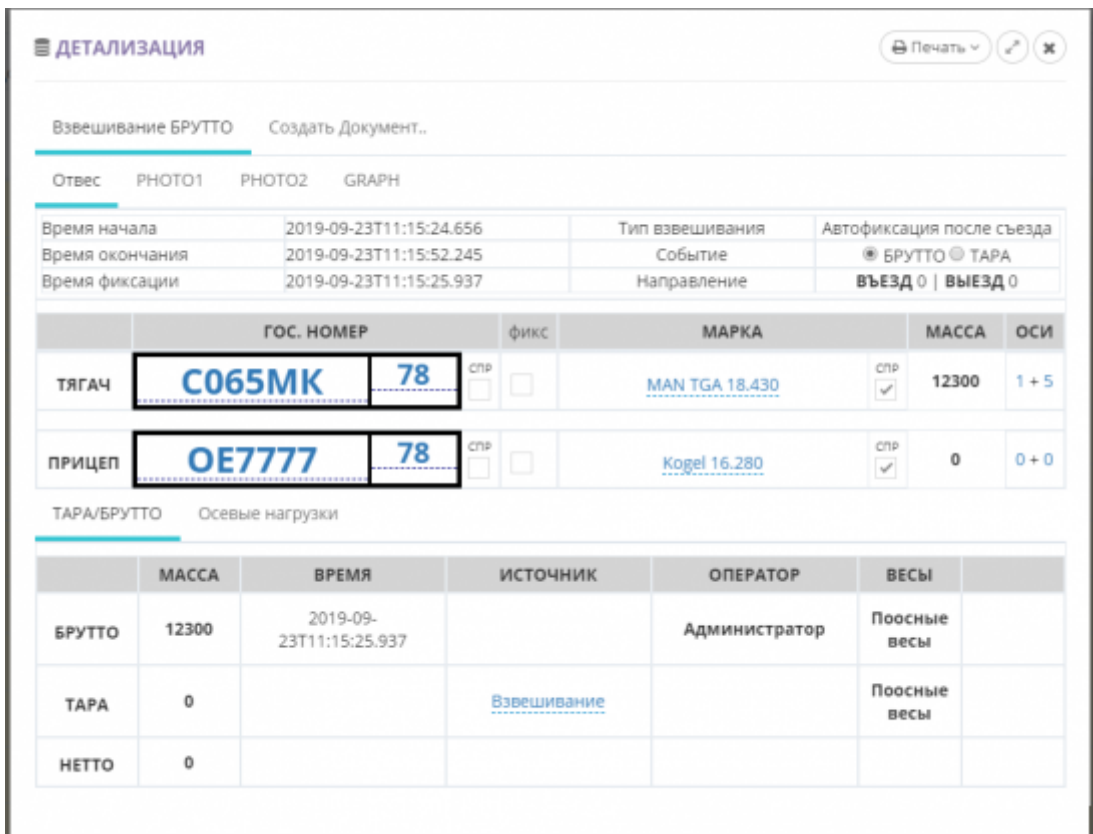 ДЕТАЛИЗАЦИЯ Печать
Взвешивание БРУТТО Создать Документ..
Отвес PHOTO1 PHOTO2 GRAPH
Время начала 2019-09-23T11:15:24.656 Тип взвешивания Автофиксация после съезда
Время окончания 2019-09-23T11:15:52.245 Событие БРУТТО ТАРА
Время фиксации 2019-09-23T11:15:25.937 Направление ВЪЕЗД 0 | ВЫЕЗД 0
ГОС. НОМЕР фикс МАРКА МАССА ОСИ
ТЯГАЧ С065МК 78 СПР MAN TGA 18.430 СПР 12300 1 + 5
ПРИЦЕП ОЕ7777 78 СПР Kogel 16.280 СПР 0 0 + 0
ТАРА/БРУТТО Осевые нагрузки
МАССА ВРЕМЯ ИСТОЧНИК ОПЕРАТОР ВЕСЫ
БРУТТО 12300 2019-09-
23T11:15:25.937 Администратор Поосные
весы
ТАРА 0 Взвешивание Поосные
весы
НЕТТО 0